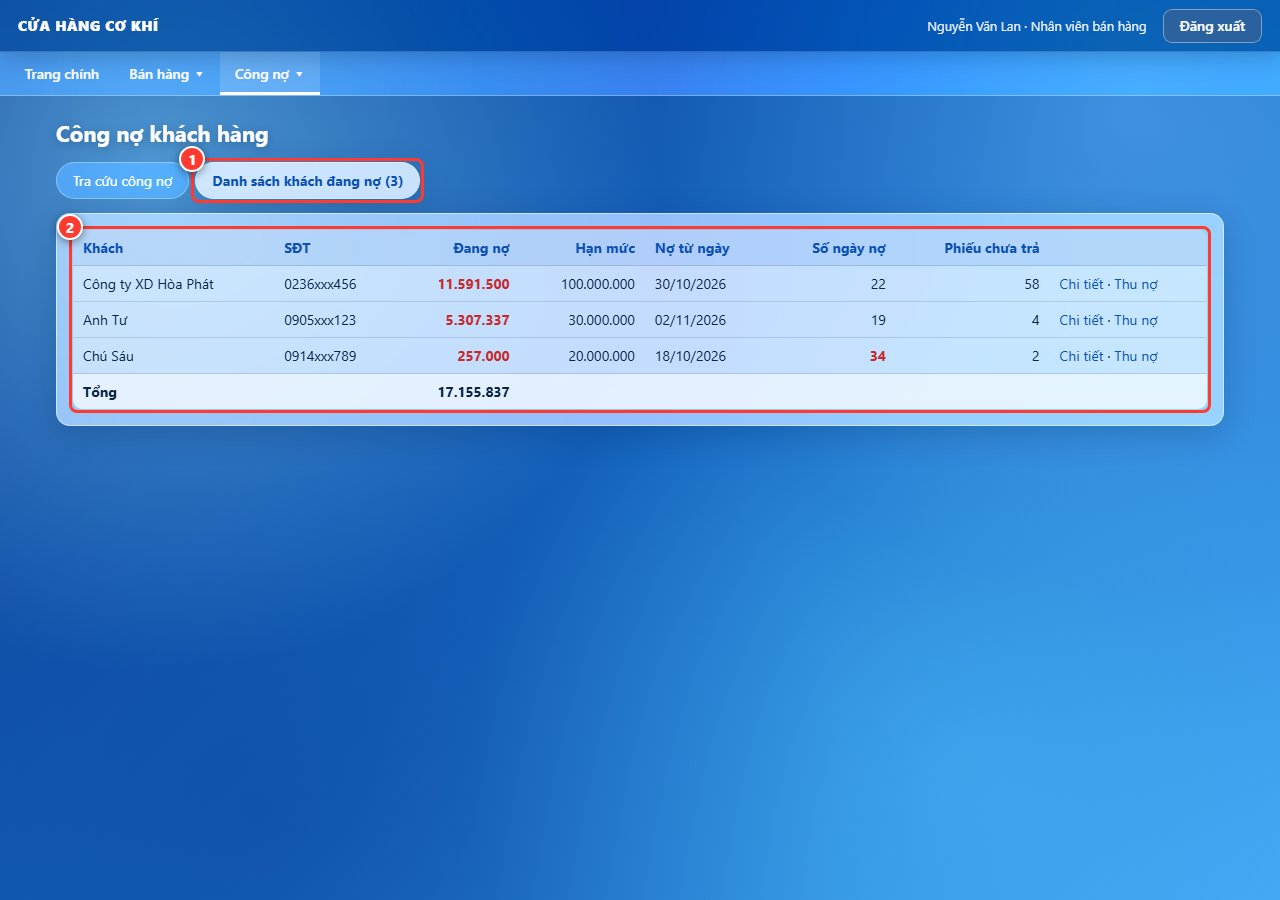 CỬA HÀNG CƠ KHÍ
Nguyễn Văn Lan · Nhân viên bán hàng
Đăng xuất
Trang chính Bán hàng ▾ Công nợ ▾
Công nợ khách hàng
1
Tra cứu công nợ Danh sách khách đang nợ (3)
2
Khách SĐT Đang nợ Hạn mức Nợ từ ngày Số ngày nợ Phiếu chưa trả
Công ty XD Hòa Phát 0236xxx456 11.591.500 100.000.000 30/10/2026 22 58 Chi tiết · Thu nợ
Anh Tư 0905xxx123 5.307.337 30.000.000 02/11/2026 19 4 Chi tiết · Thu nợ
Chú Sáu 0914xxx789 257.000 20.000.000 18/10/2026 34 2 Chi tiết · Thu nợ
Tổng 17.155.837